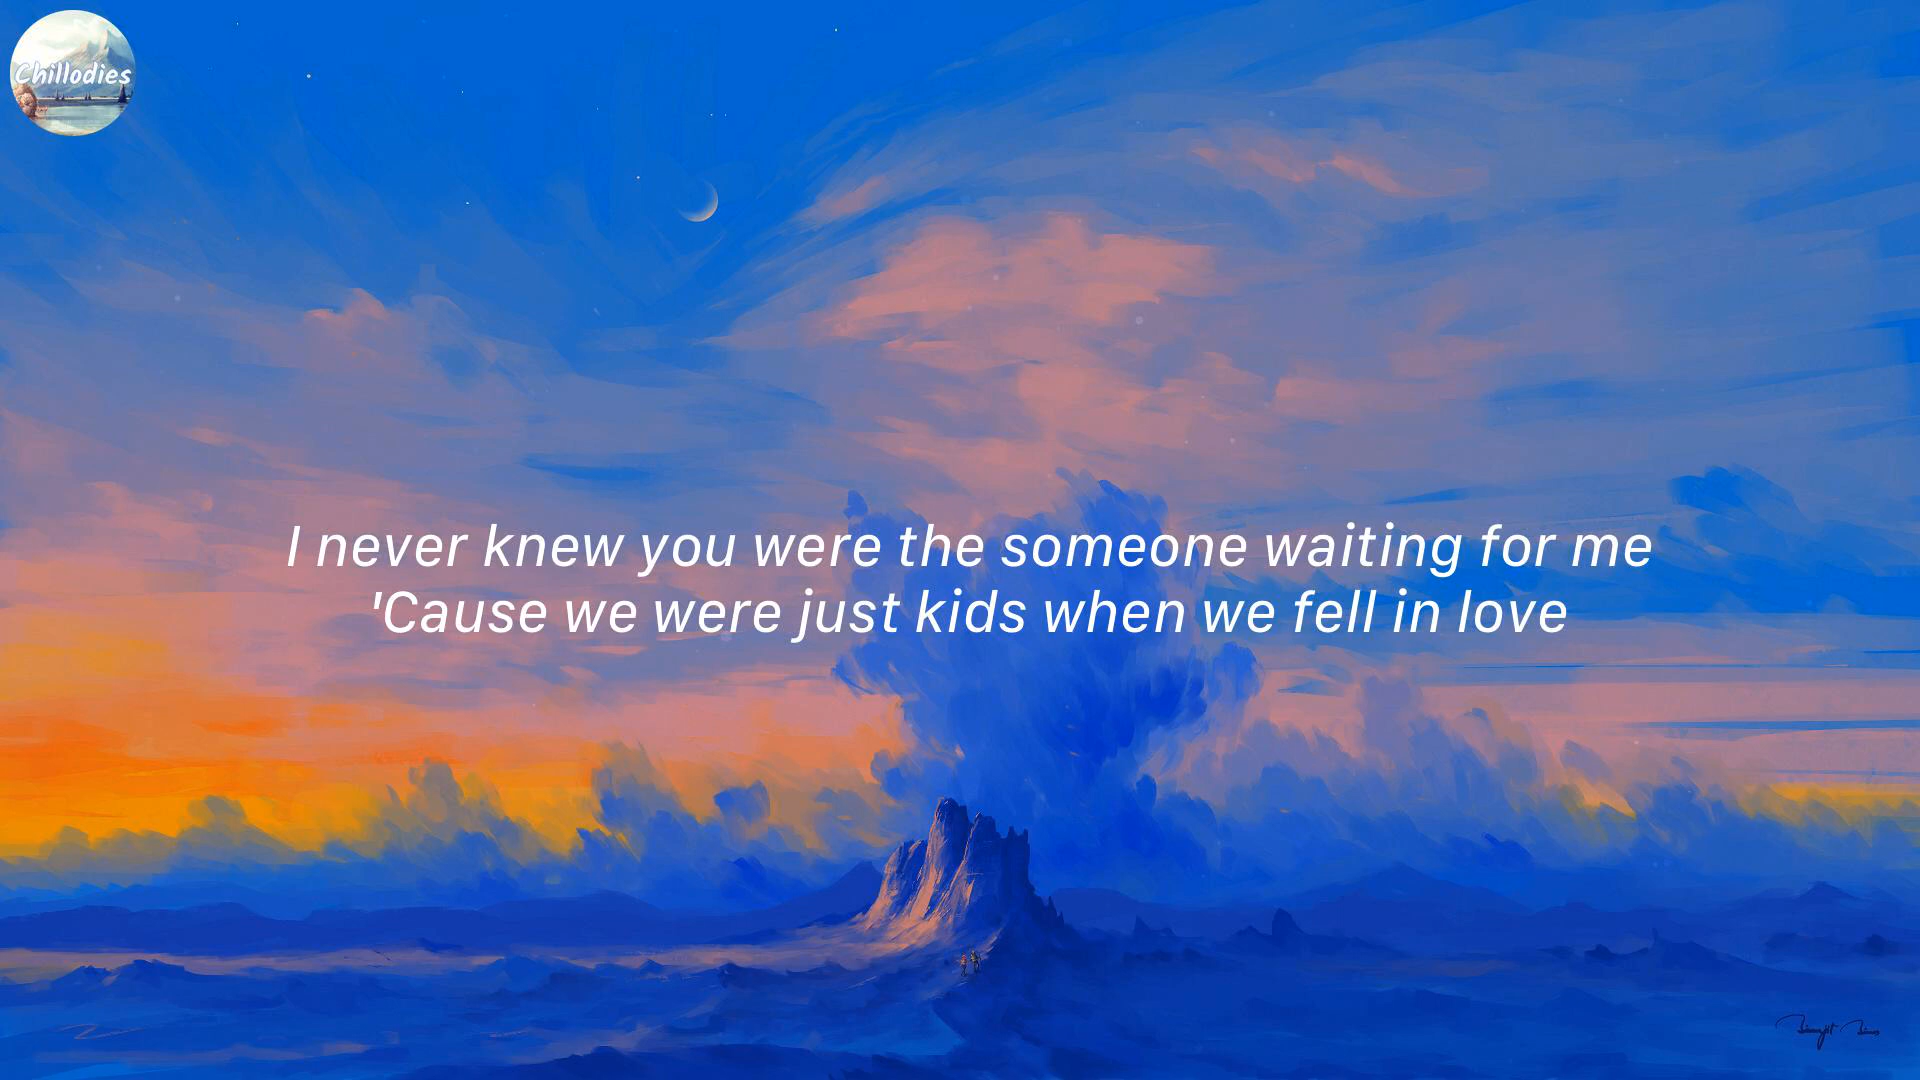 Chillodies
I never knew you were the someone waiting for me
'Cause we were just kids when we fell in love